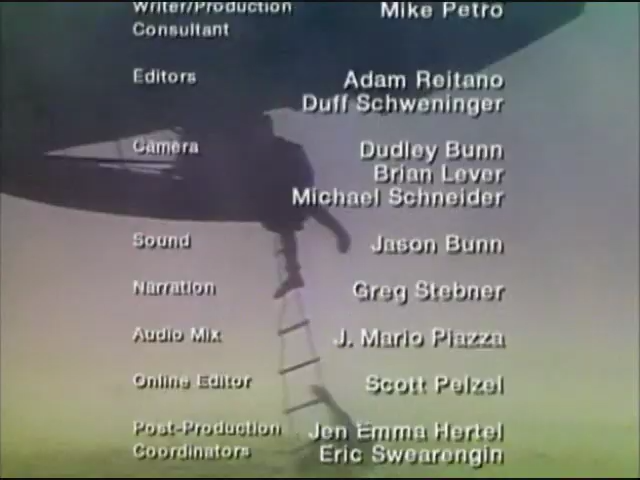 Writer/Production Mike Petro
Consultant
Editors Adam Reitano
Duff Schweninger
Camera Dudley Bunn
Brian Lever
Michael Schneider
Sound Jason Bunn
Narration Greg Stebner
Audio Mix J. Mario Piazza
Online Editor Scott Pelzel
Post-Production Jen Emma Hertel
Coordinators Eric Swearengin